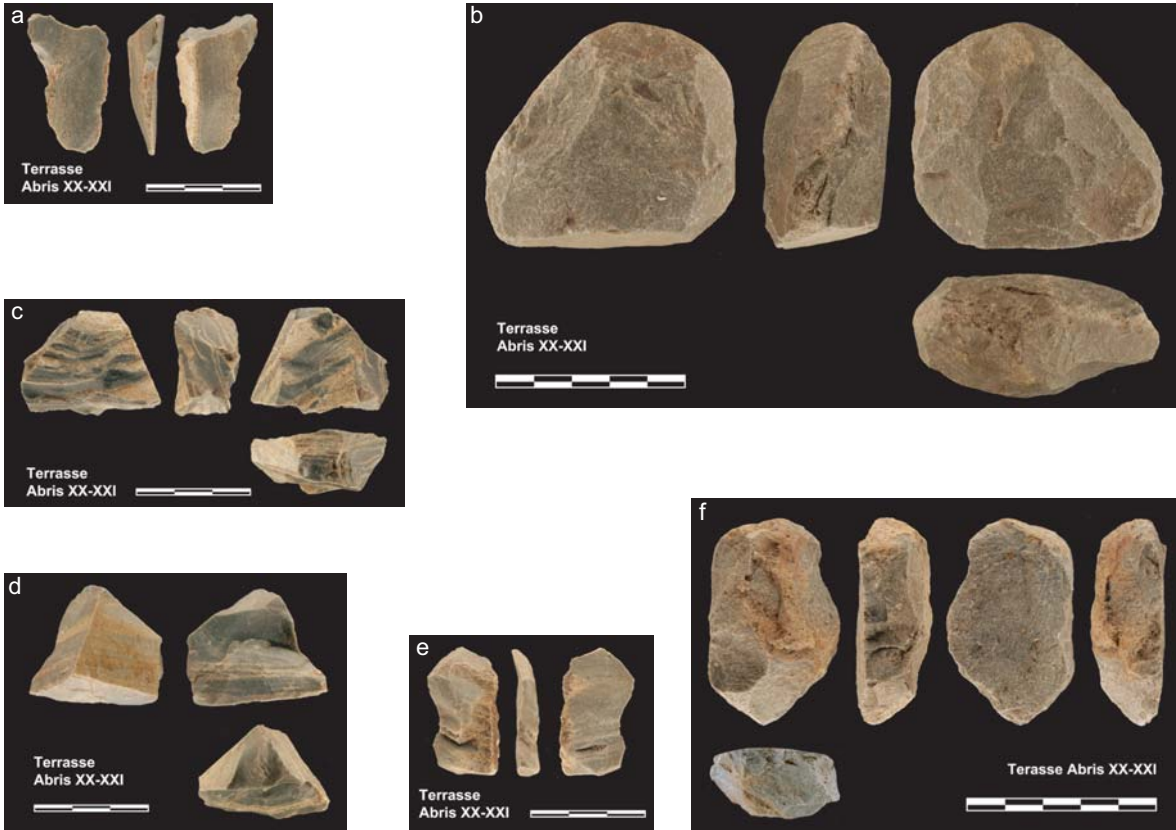 a
Terrasse
Abris XX-XXI
b
Terrasse
Abris XX-XXI
c
Terrasse
Abris XX-XXI
d
Terrasse
Abris XX-XXI
e
Terrasse
Abris XX-XXI
f
Terasse Abris XX-XXI